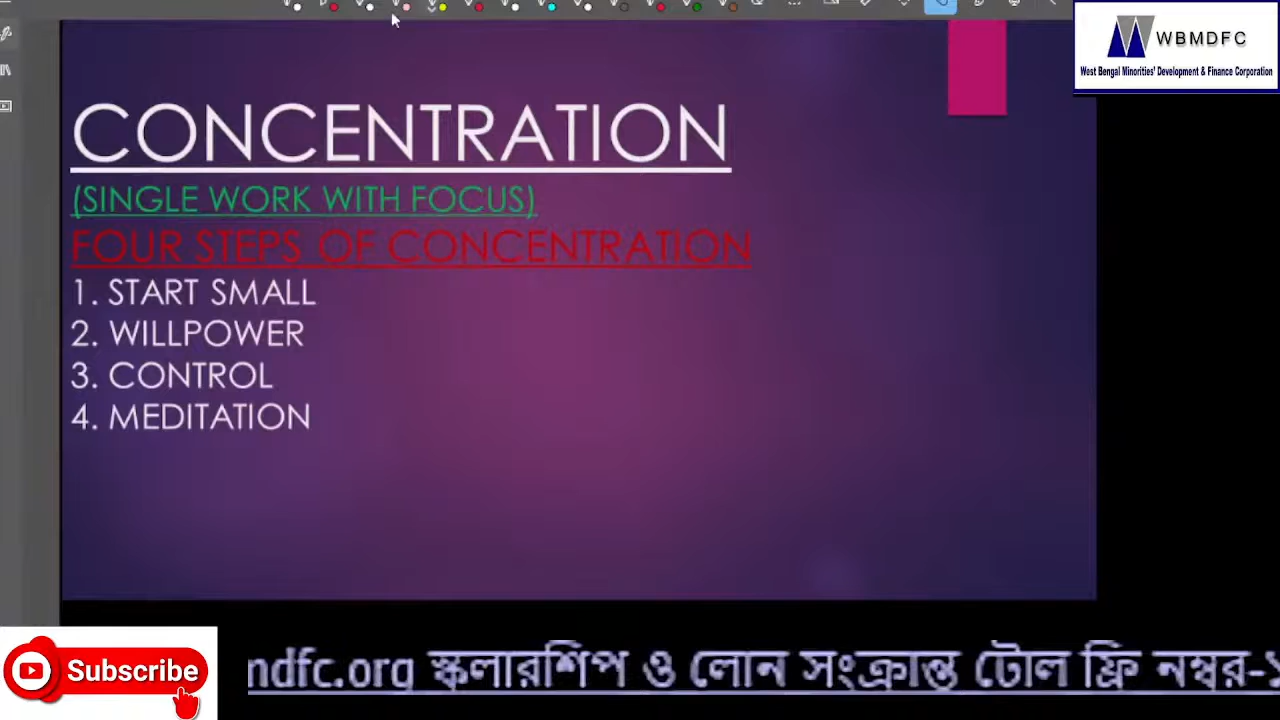 WBMDFC
West Bengal Minorities' Development & Finance Corporation
CONCENTRATION
(SINGLE WORK WITH FOCUS)
FOUR STEPS OF CONCENTRATION
1. START SMALL
2. WILLPOWER
3. CONTROL
4. MEDITATION
Subscribe
ndfc.org স্কলারশিপ ও লোন সংক্রান্ত টোল ফ্রি নম্বর-১